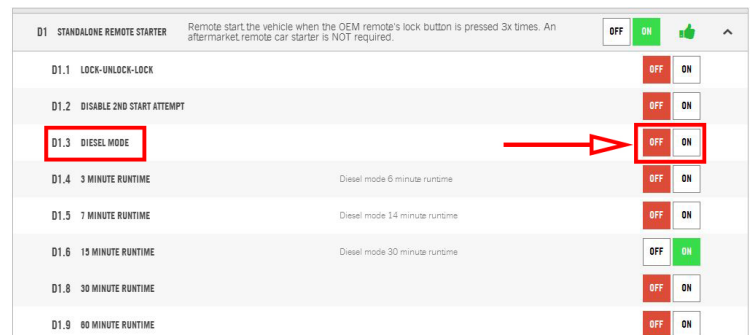 D1 STANDALONE REMOTE STARTER Remote start the vehicle when the OEM remote's lock button is pressed 3x times. An OFF ON
aftermarket remote car starter is NOT required.
D1.1 LOCK-UNLOCK-LOCK OFF ON
D1.2 DISABLE 2ND START ATTEMPT OFF ON
D1.3 DIESEL MODE OFF ON
D1.4 3 MINUTE RUNTIME Diesel mode 6 minute runtime OFF ON
D1.5 7 MINUTE RUNTIME Diesel mode 14 minute runtime OFF ON
D1.6 15 MINUTE RUNTIME Diesel mode 30 minute runtime OFF ON
D1.8 30 MINUTE RUNTIME OFF ON
D1.9 60 MINUTE RUNTIME OFF ON